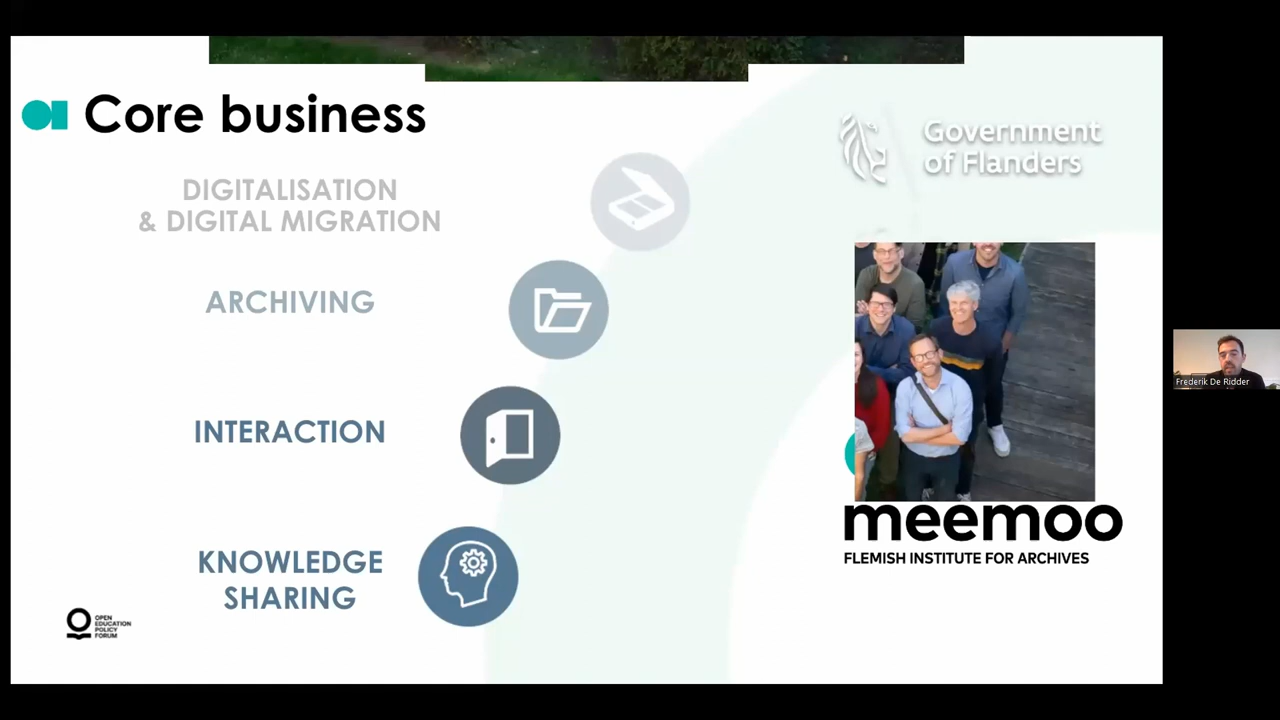 Core business
DIGITALISATION
& DIGITAL MIGRATION
ARCHIVING
INTERACTION
KNOWLEDGE
SHARING
OPEN
EDUCATION
POLICY
FORUM
Government
of Flanders
meemoo
FLEMISH INSTITUTE FOR ARCHIVES
Frederik De Ridder